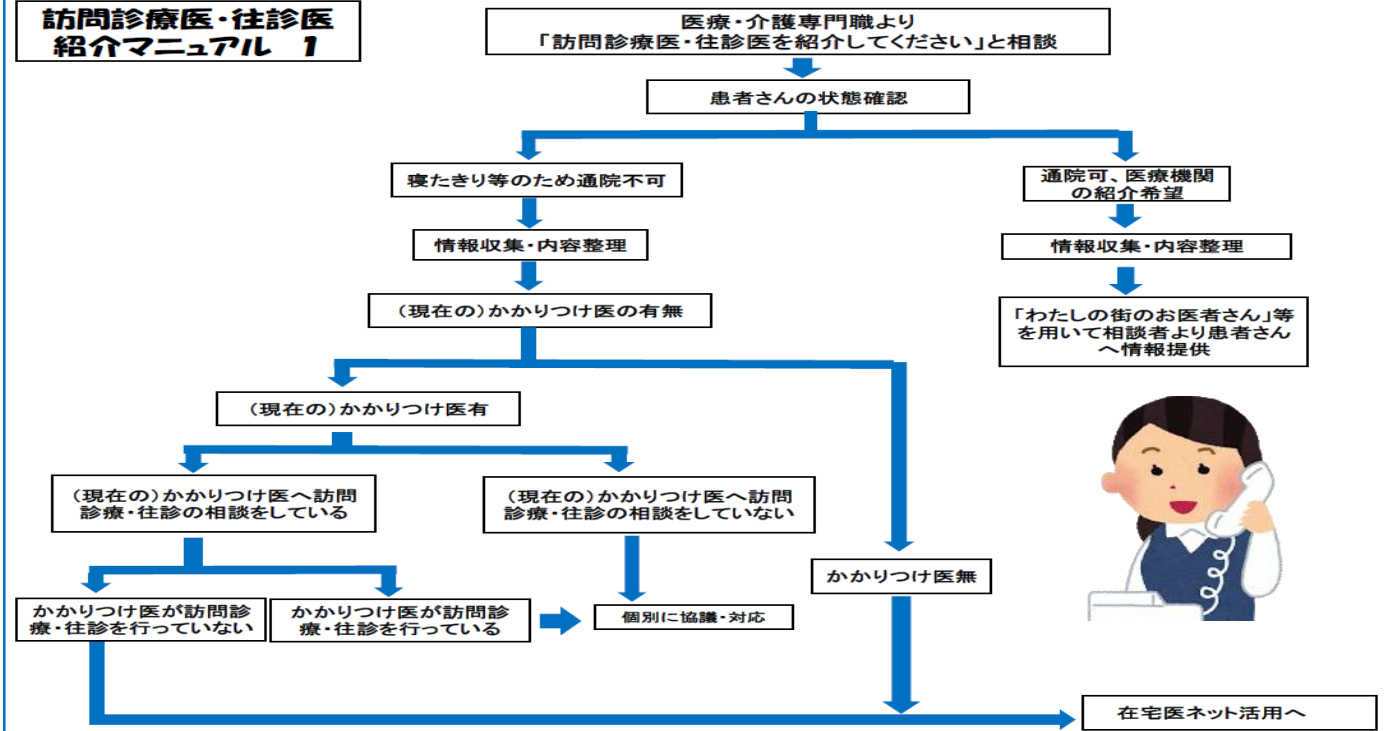 訪問診療医・往診医
紹介マニュアル 1
医療・介護専門職より
「訪問診療医・往診医を紹介してください」と相談
患者さんの状態確認
寝たきり等のため通院不可
通院可、医療機関
の紹介希望
情報収集・内容整理
情報収集・内容整理
(現在の)かかりつけ医の有無
「わたしの街のお医者さん」等
を用いて相談者より患者さん
へ情報提供
(現在の)かかりつけ医有
(現在の)かかりつけ医へ訪問
診療・往診の相談をしている
(現在の)かかりつけ医へ訪問
診療・往診の相談をしていない
かかりつけ医無
かかりつけ医が訪問診
療・往診を行っていない
かかりつけ医が訪問診
療・往診を行っている
個別に協議・対応
在宅医ネット活用へ